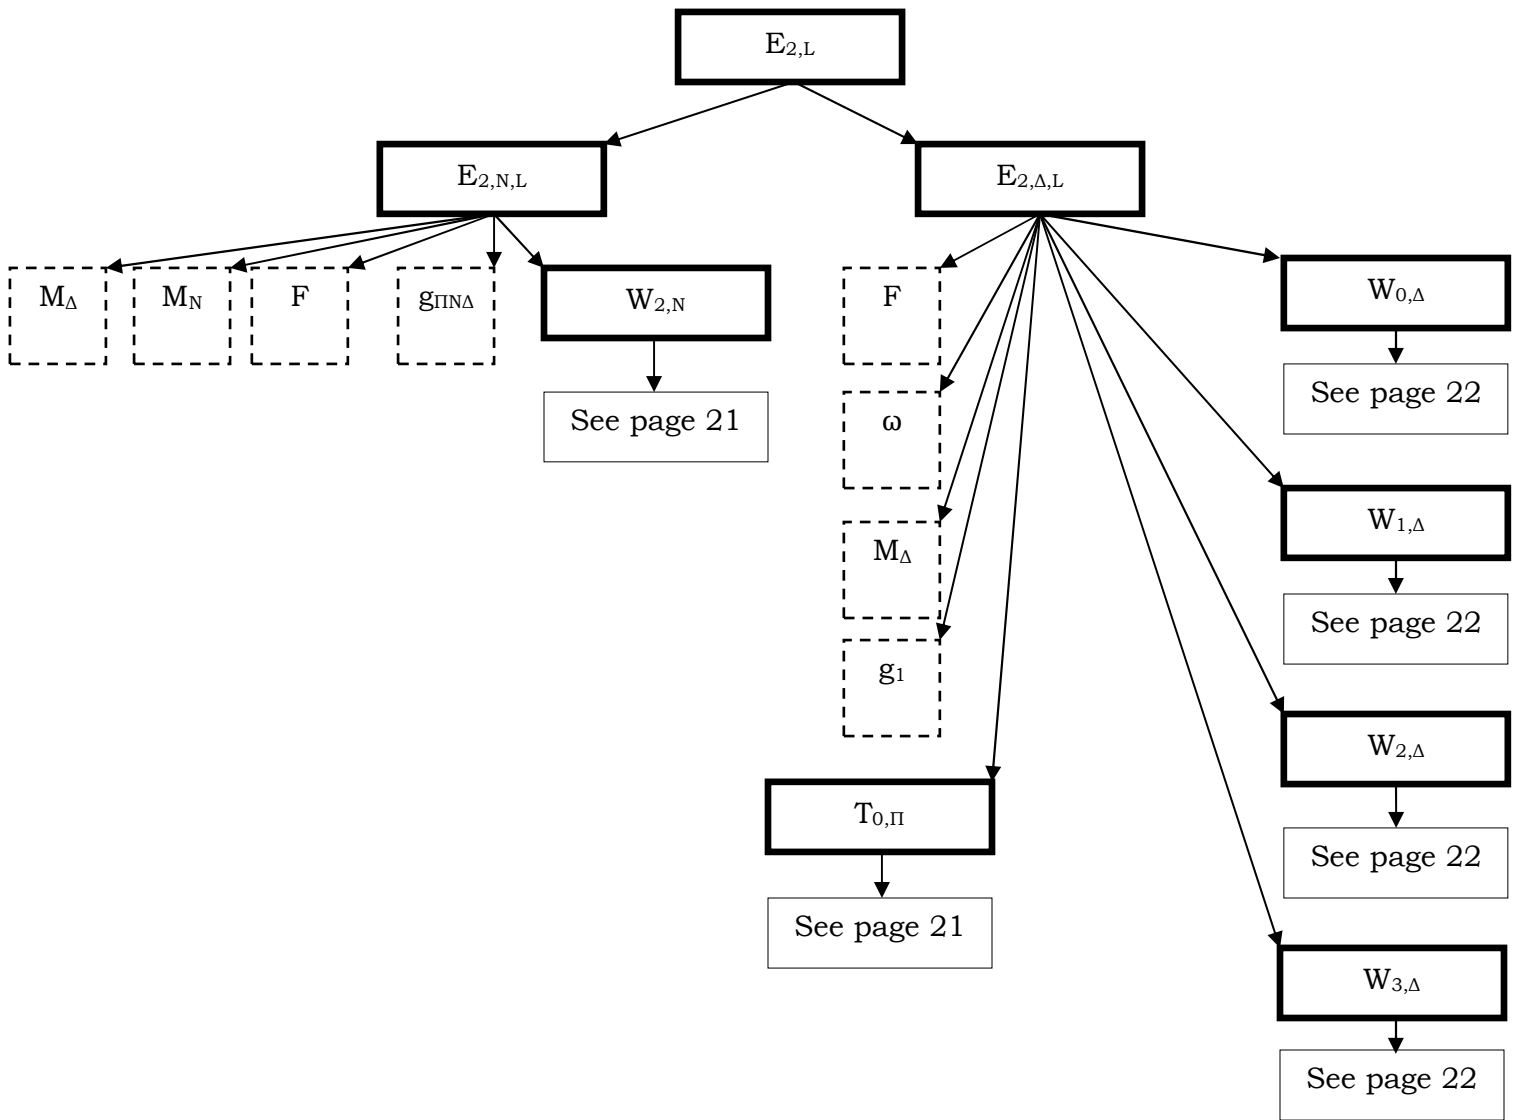 E2,L
E2,N,L
E2,Δ,L
MΔ
MN
F
gΠNΔ
W2,N
See page 21
F
ω
MΔ
g1
T0,Π
See page 21
W0,Δ
See page 22
W1,Δ
See page 22
W2,Δ
See page 22
W3,Δ
See page 22